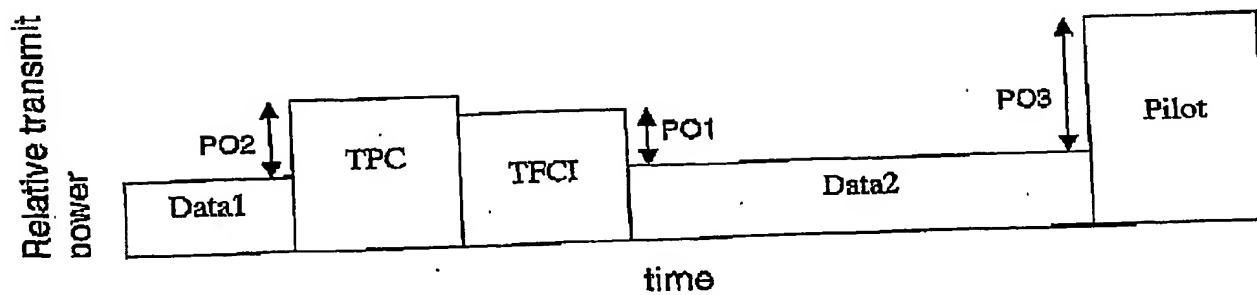 Relative transmit
power
PO2
Data1
TPC
TFCI
PO1
Data2
PO3
Pilot
time